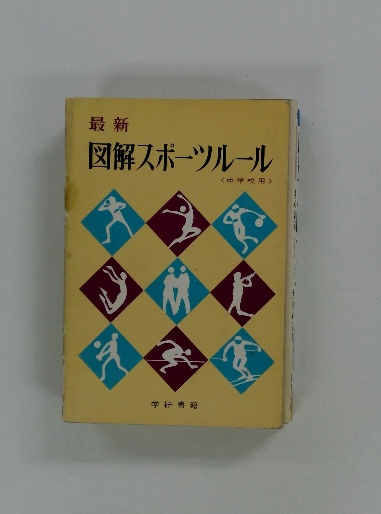 最新
図解スポーツルール
<中学校用>
学研書籍